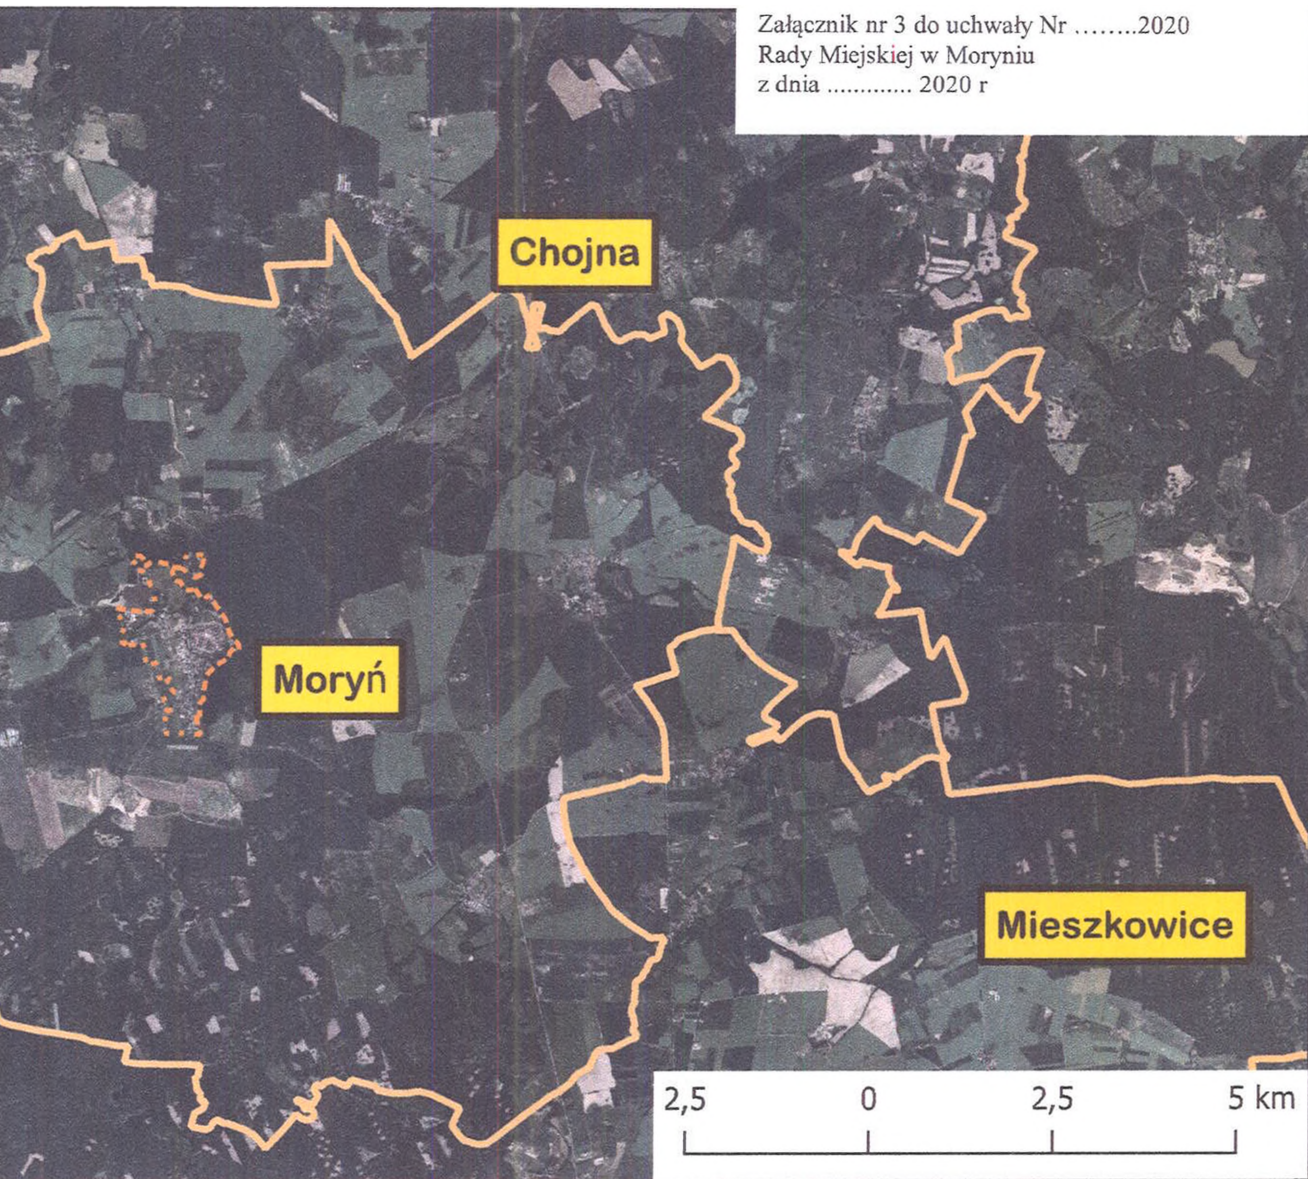 Załącznik nr 3 do uchwały Nr ........2020
Rady Miejskiej w Moryniu
z dnia ............. 2020 r
Chojna
Moryń
Mieszkowice
2,5 0 2,5 5 km